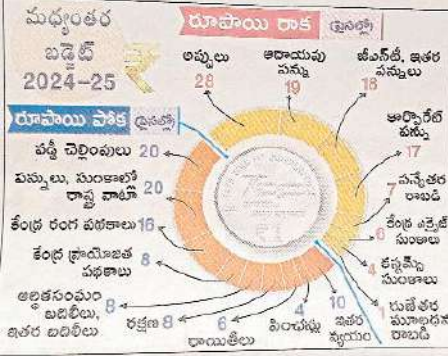 మధ్యంతర
బడ్జెట్
2024-25
రూపాయి రాక (పైసల్లో)
అప్పులు
28
ఆదాయపు
పన్ను
19
జీఎస్‌టీ, ఇతర
పన్నులు
18
కార్పొరేట్
పన్ను
17
పన్నేతర
రాబడి
7
కేంద్ర ఎక్సైజ్
సుంకాలు
6
కస్టమ్స్
సుంకాలు
4
రుణేతర
మూలధన
రాబడి
1
రూపాయి పోక (పైసల్లో)
వడ్డీ చెల్లింపులు 20
పన్నులు, సుంకాల్లో
రాష్ట్ర వాటా
20
కేంద్ర రంగ పథకాలు 16
కేంద్ర ప్రాయోజిత
పథకాలు
8
ఆర్థికసంఘం
బదిలీలు,
ఇతర బదిలీలు
8
రక్షణ 8
6
రాయితీలు
4
పింఛన్లు
10
ఇతర
వ్యయం